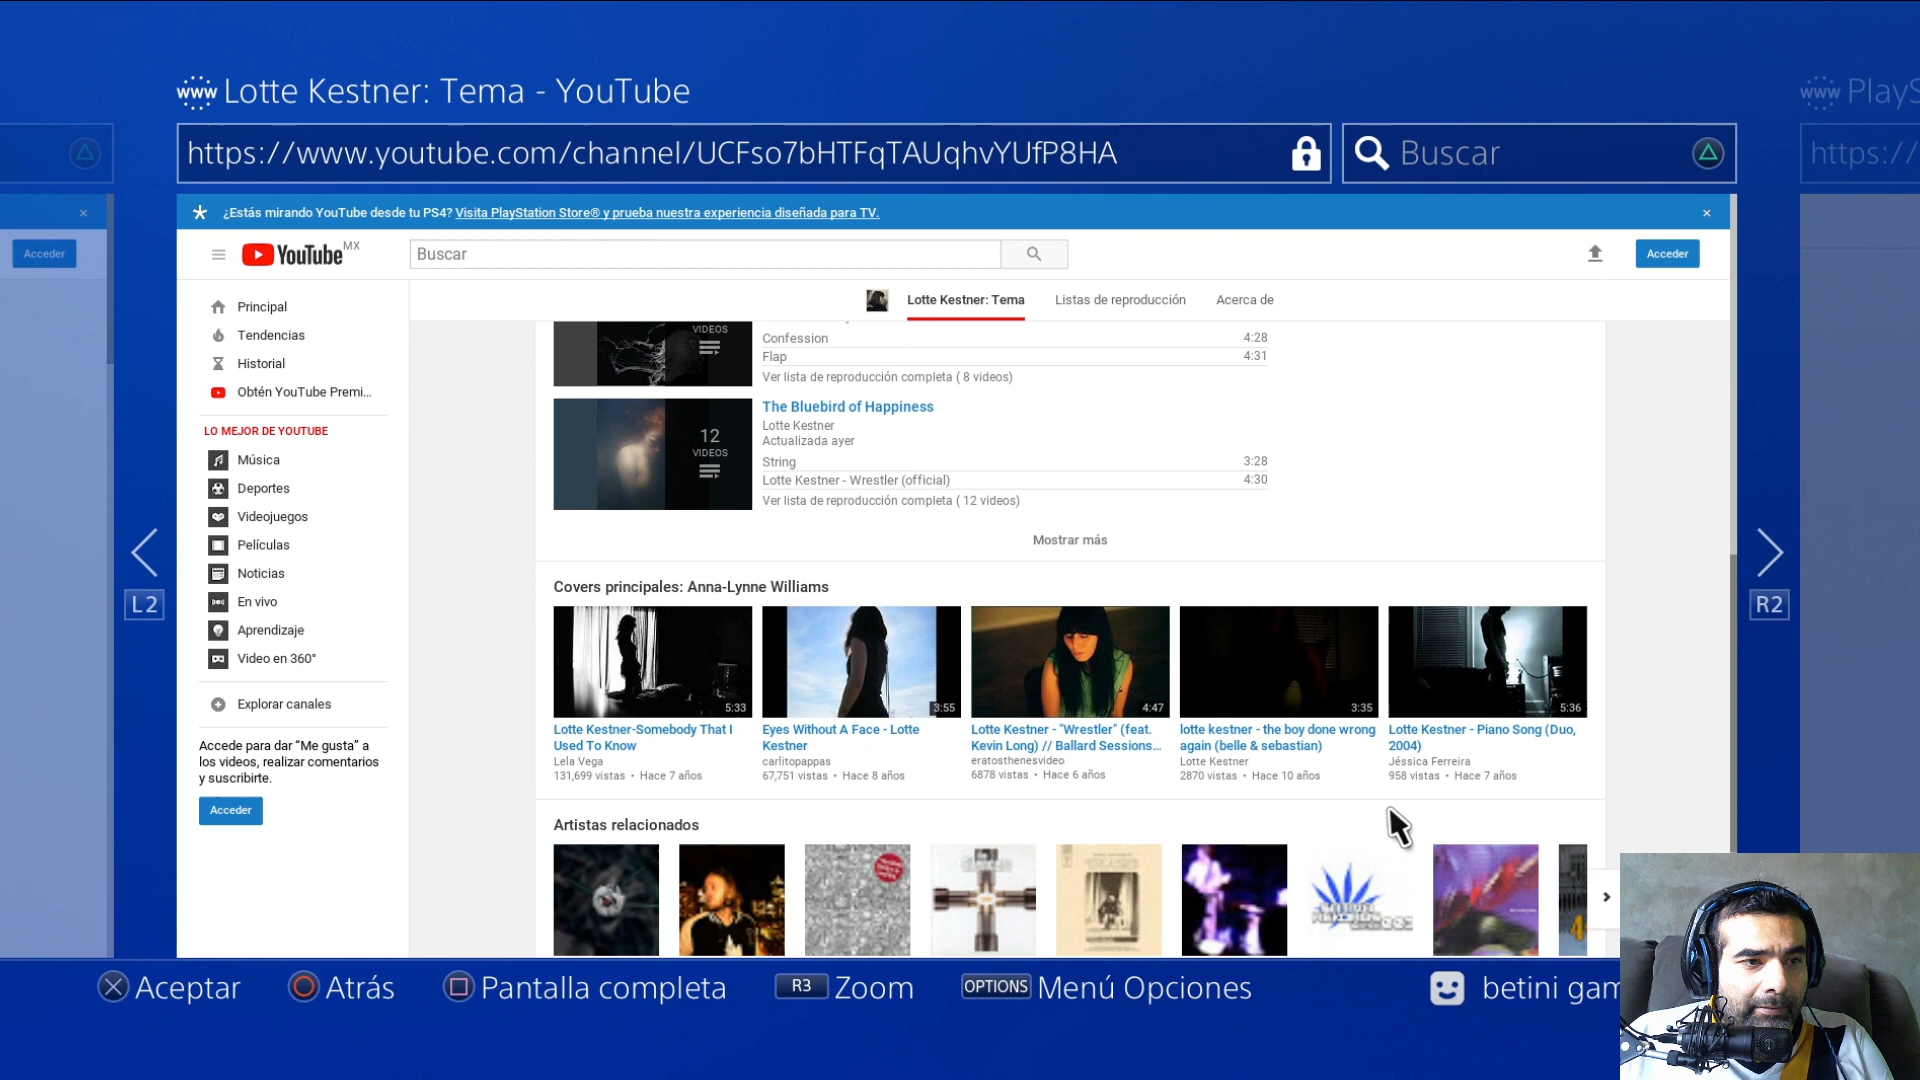 www Lotte Kestner: Tema - YouTube
www PlayS
https://www.youtube.com/channel/UCFso7bHTFqTAUqhvYUfP8HA
Buscar
https://
¿Estás mirando YouTube desde tu PS4? Visita PlayStation Store® y prueba nuestra experiencia diseñada para TV.
×
×
Acceder
YouTube MX
Buscar
Acceder
Lotte Kestner: Tema
Listas de reproducción
Acerca de
Principal
Tendencias
Historial
Obtén YouTube Premi...
LO MEJOR DE YOUTUBE
Música
Deportes
Videojuegos
Películas
Noticias
En vivo
Aprendizaje
Video en 360°
Explorar canales
Accede para dar “Me gusta” a
los videos, realizar comentarios
y suscribirte.
Acceder
VIDEOS
Confession 4:28
Flap 4:31
Ver lista de reproducción completa ( 8 videos)
12
VIDEOS
The Bluebird of Happiness
Lotte Kestner
Actualizada ayer
String 3:28
Lotte Kestner - Wrestler (official) 4:30
Ver lista de reproducción completa ( 12 videos)
Mostrar más
Covers principales: Anna-Lynne Williams
5:33
Lotte Kestner-Somebody That I
Used To Know
Lela Vega
131,699 vistas • Hace 7 años
3:55
Eyes Without A Face - Lotte
Kestner
carlitopappas
67,751 vistas • Hace 8 años
4:47
Lotte Kestner - "Wrestler" (feat.
Kevin Long) // Ballard Sessions...
eratosthenesvideo
6878 vistas • Hace 6 años
3:35
lotte kestner - the boy done wrong
again (belle & sebastian)
Lotte Kestner
2870 vistas • Hace 10 años
5:36
Lotte Kestner - Piano Song (Duo,
2004)
Jéssica Ferreira
958 vistas • Hace 7 años
Artistas relacionados
L2
R2
Aceptar
Atrás
Pantalla completa
R3 Zoom
OPTIONS Menú Opciones
betini gam